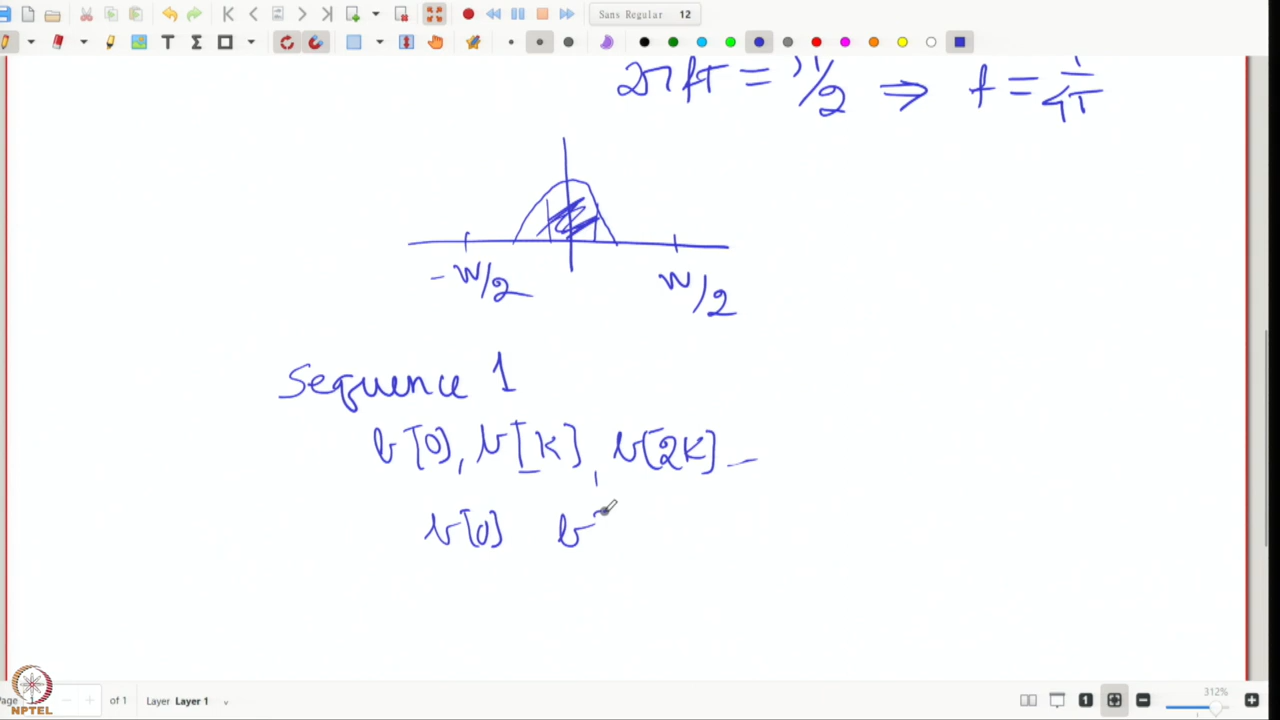 Sans Regular 12
2πfT = π/2 ⇒ f = 1/4T
-W/2 W/2
Sequence 1
b[0], b[K], b[2K] —
b[0] b
NPTEL
Page of 1 Layer Layer 1 312%